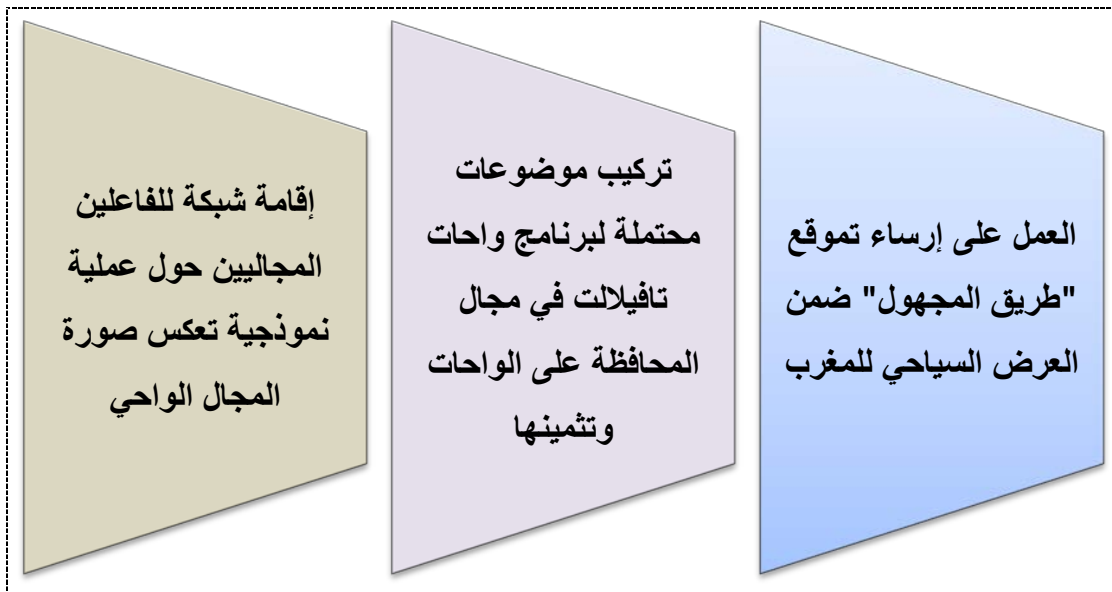 العمل على إرساء تموقع
"طريق المجهول" ضمن
العرض السياحي للمغرب
تركيب موضوعات
محتملة لبرنامج واحات
تافيلالت في مجال
المحافظة على الواحات
وتثمينها
إقامة شبكة للفاعلين
المجاليين حول عملية
نموذجية تعكس صورة
المجال الواحي